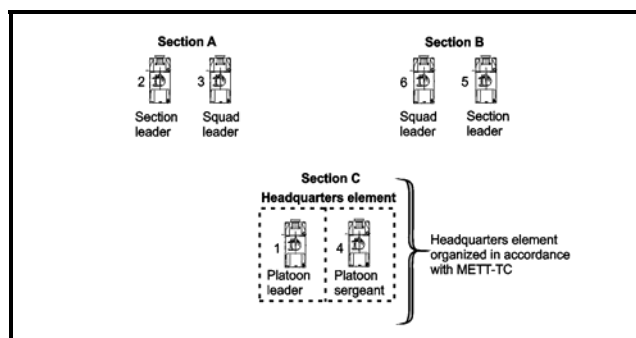 Section A
2
3
Section leader
Squad leader
Section B
6
5
Squad leader
Section leader
Section C
Headquarters element
1
4
Platoon leader
Platoon sergeant
Headquarters element
organized in accordance
with METT-TC